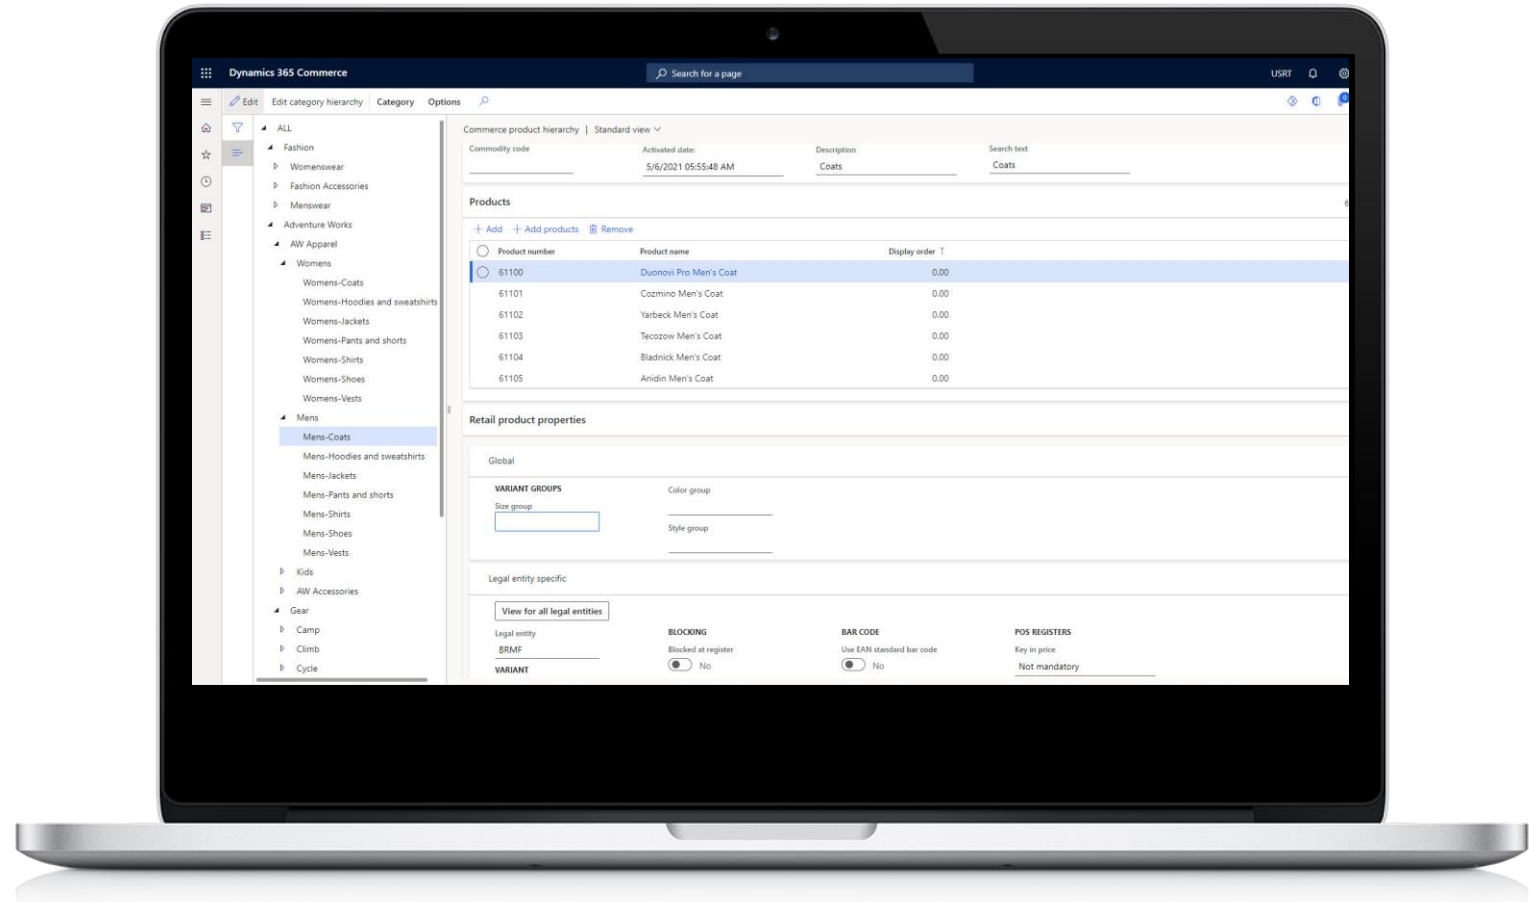 Dynamics 365 Commerce
Search for a page
USRT
Edit
Edit category hierarchy
Category
Options
0
ALL
Fashion
Womenswear
Fashion Accessories
Menswear
Adventure Works
AW Apparel
Womens
Womens-Coats
Womens-Hoodies and sweatshirts
Womens-Jackets
Womens-Pants and shorts
Womens-Shirts
Womens-Shoes
Womens-Vests
Mens
Mens-Coats
Mens-Hoodies and sweatshirts
Mens-Jackets
Mens-Pants and shorts
Mens-Shirts
Mens-Shoes
Mens-Vests
Kids
AW Accessories
Gear
Camp
Climb
Cycle
Commerce product hierarchy | Standard view
Commodity code
Activated date:
5/6/2021 05:55:48 AM
Description
Coats
Search text
Coats
Products
6
+ Add + Add products Remove
Product number Product name Display order ↑
61100 Duonovi Pro Men's Coat 0.00
61101 Cozmino Men's Coat 0.00
61102 Yarbeck Men's Coat 0.00
61103 Tecozow Men's Coat 0.00
61104 Bladnick Men's Coat 0.00
61105 Anidin Men's Coat 0.00
Retail product properties
Global
VARIANT GROUPS
Size group
Color group
Style group
Legal entity specific
View for all legal entities
Legal entity
BRMF
VARIANT
BLOCKING
Blocked at register
No
BAR CODE
Use EAN standard bar code
No
POS REGISTERS
Key in price
Not mandatory